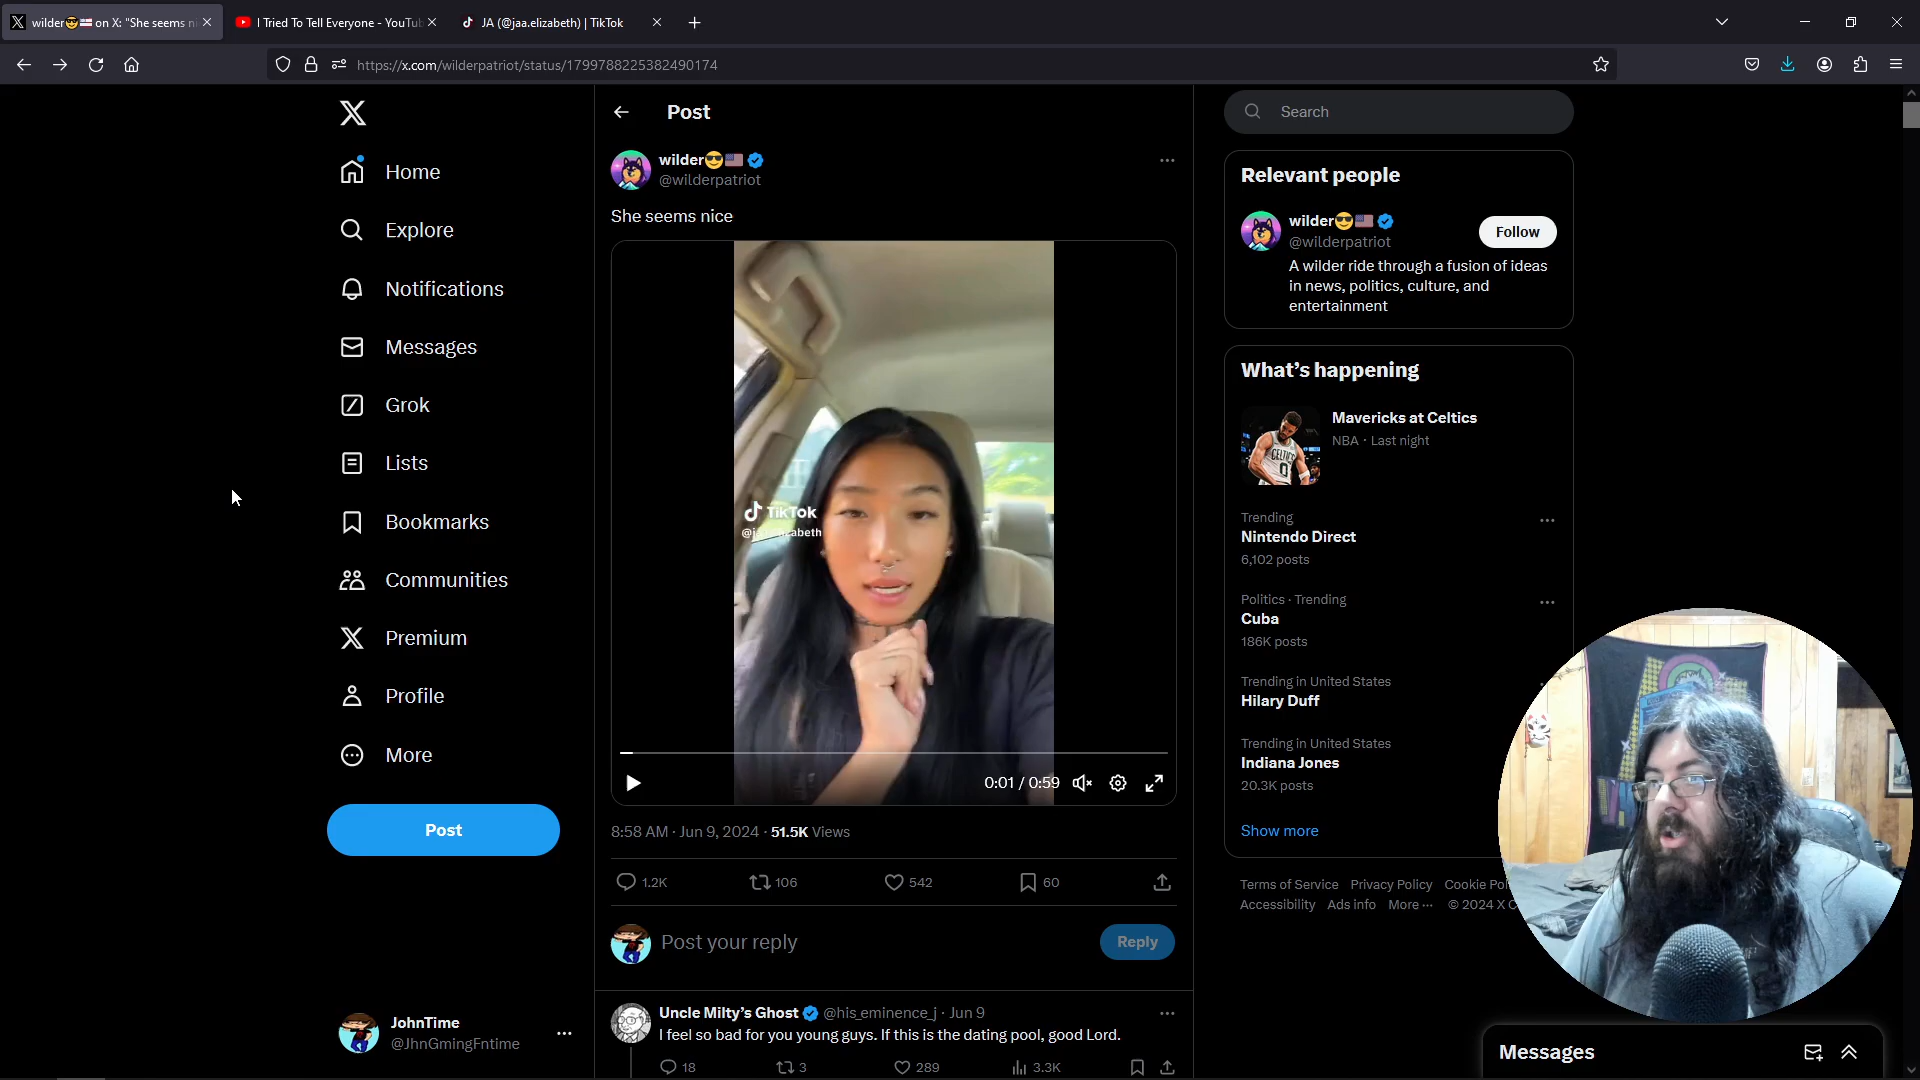 wilder😎🇺🇸 on X: "She seems ni
I Tried To Tell Everyone - YouTub
JA (@jaa.elizabeth) | TikTok
https://x.com/wilderpatriot/status/1799788225382490174
Home
Explore
Notifications
Messages
Grok
Lists
Bookmarks
Communities
Premium
Profile
More
Post
JohnTime
@JhnGmingFntime
Post
wilder😎🇺🇸
@wilderpatriot
She seems nice
TikTok
0:01 / 0:59
8:58 AM · Jun 9, 2024 · 51.5K Views
1.2K 106 542 60
Post your reply
Reply
Uncle Milty's Ghost @his_eminence_j · Jun 9
I feel so bad for you young guys. If this is the dating pool, good Lord.
18 3 289 3.3K
Search
Relevant people
wilder😎🇺🇸
@wilderpatriot
Follow
A wilder ride through a fusion of ideas
in news, politics, culture, and
entertainment
What's happening
Mavericks at Celtics
NBA · Last night
CELTICS
0
Trending
Nintendo Direct
6,102 posts
Politics · Trending
Cuba
186K posts
Trending in United States
Hilary Duff
Trending in United States
Indiana Jones
20.3K posts
Show more
Terms of Service Privacy Policy Cookie Pol
Accessibility Ads info More ··· © 2024 X C
Messages